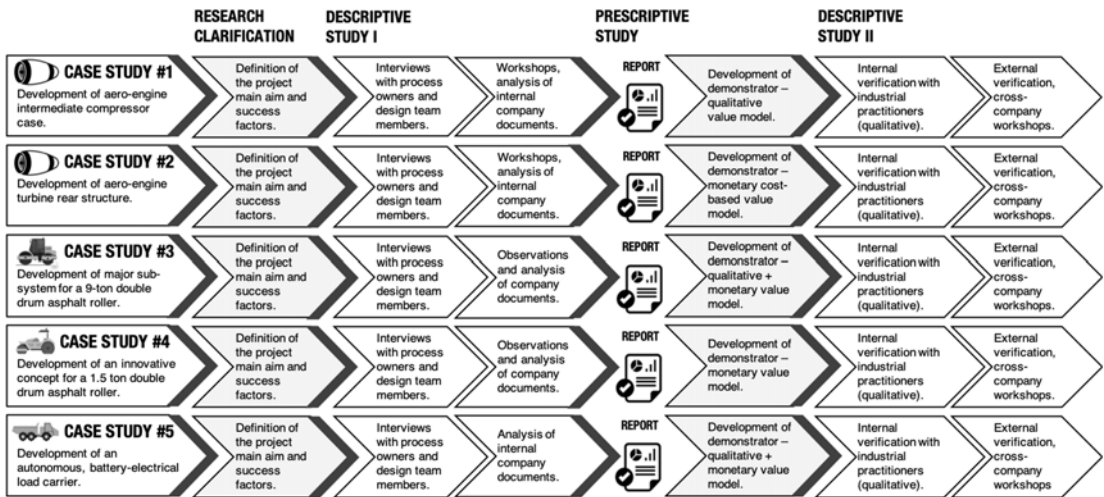 RESEARCH
CLARIFICATION
DESCRIPTIVE
STUDY I
PRESCRIPTIVE
STUDY
DESCRIPTIVE
STUDY II
CASE STUDY #1
Development of aero-engine
intermediate compressor
case.
Definition of
the project
main aim and
success
factors.
Interviews
with process
owners and
design team
members.
Workshops,
analysis of
internal
company
documents.
REPORT
Development of
demonstrator –
qualitative
value model.
Internal
verification with
industrial
practitioners
(qualitative).
External
verification,
cross-
company
workshops.
CASE STUDY #2
Development of aero-engine
turbine rear structure.
Definition of
the project
main aim and
success
factors.
Interviews
with process
owners and
design team
members.
Workshops,
analysis of
internal
company
documents.
REPORT
Development of
demonstrator –
monetary cost-
based value
model.
Internal
verification with
industrial
practitioners
(qualitative).
External
verification,
cross-
company
workshops.
CASE STUDY #3
Development of major sub-
system for a 9-ton double
drum asphalt roller.
Definition of
the project
main aim and
success
factors.
Interviews
with process
owners and
design team
members.
Observations
and analysis
of company
documents.
REPORT
Development of
demonstrator –
qualitative +
monetary value
model.
Internal
verification with
industrial
practitioners
(qualitative).
External
verification,
cross-
company
workshops.
CASE STUDY #4
Development of an innovative
concept for a 1.5 ton double
drum asphalt roller.
Definition of
the project
main aim and
success
factors.
Interviews
with process
owners and
design team
members.
Observations
and analysis
of company
documents.
REPORT
Development of
demonstrator –
monetary value
model.
Internal
verification with
industrial
practitioners
(qualitative).
External
verification,
cross-
company
workshops.
CASE STUDY #5
Development of an
autonomous, battery-electrical
load carrier.
Definition of
the project
main aim and
success
factors.
Interviews
with process
owners and
design team
members.
Analysis of
internal
company
documents.
REPORT
Development of
demonstrator –
qualitative +
monetary value
model.
Internal
verification with
industrial
practitioners
(qualitative).
External
verification,
cross-
company
workshops